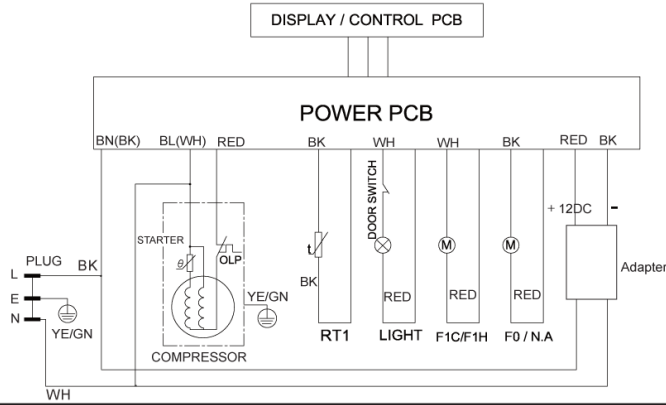 DISPLAY / CONTROL PCB
POWER PCB
BN(BK) BL(WH) RED BK WH WH BK RED BK
DOOR SWITCH
+ 12DC -
STARTER
OLP
θ
t
M M
PLUG
BK
L
E
N
YE/GN
YE/GN
BK
RED RED RED
Adapter
RT1 LIGHT F1C/F1H F0 / N.A
COMPRESSOR
WH